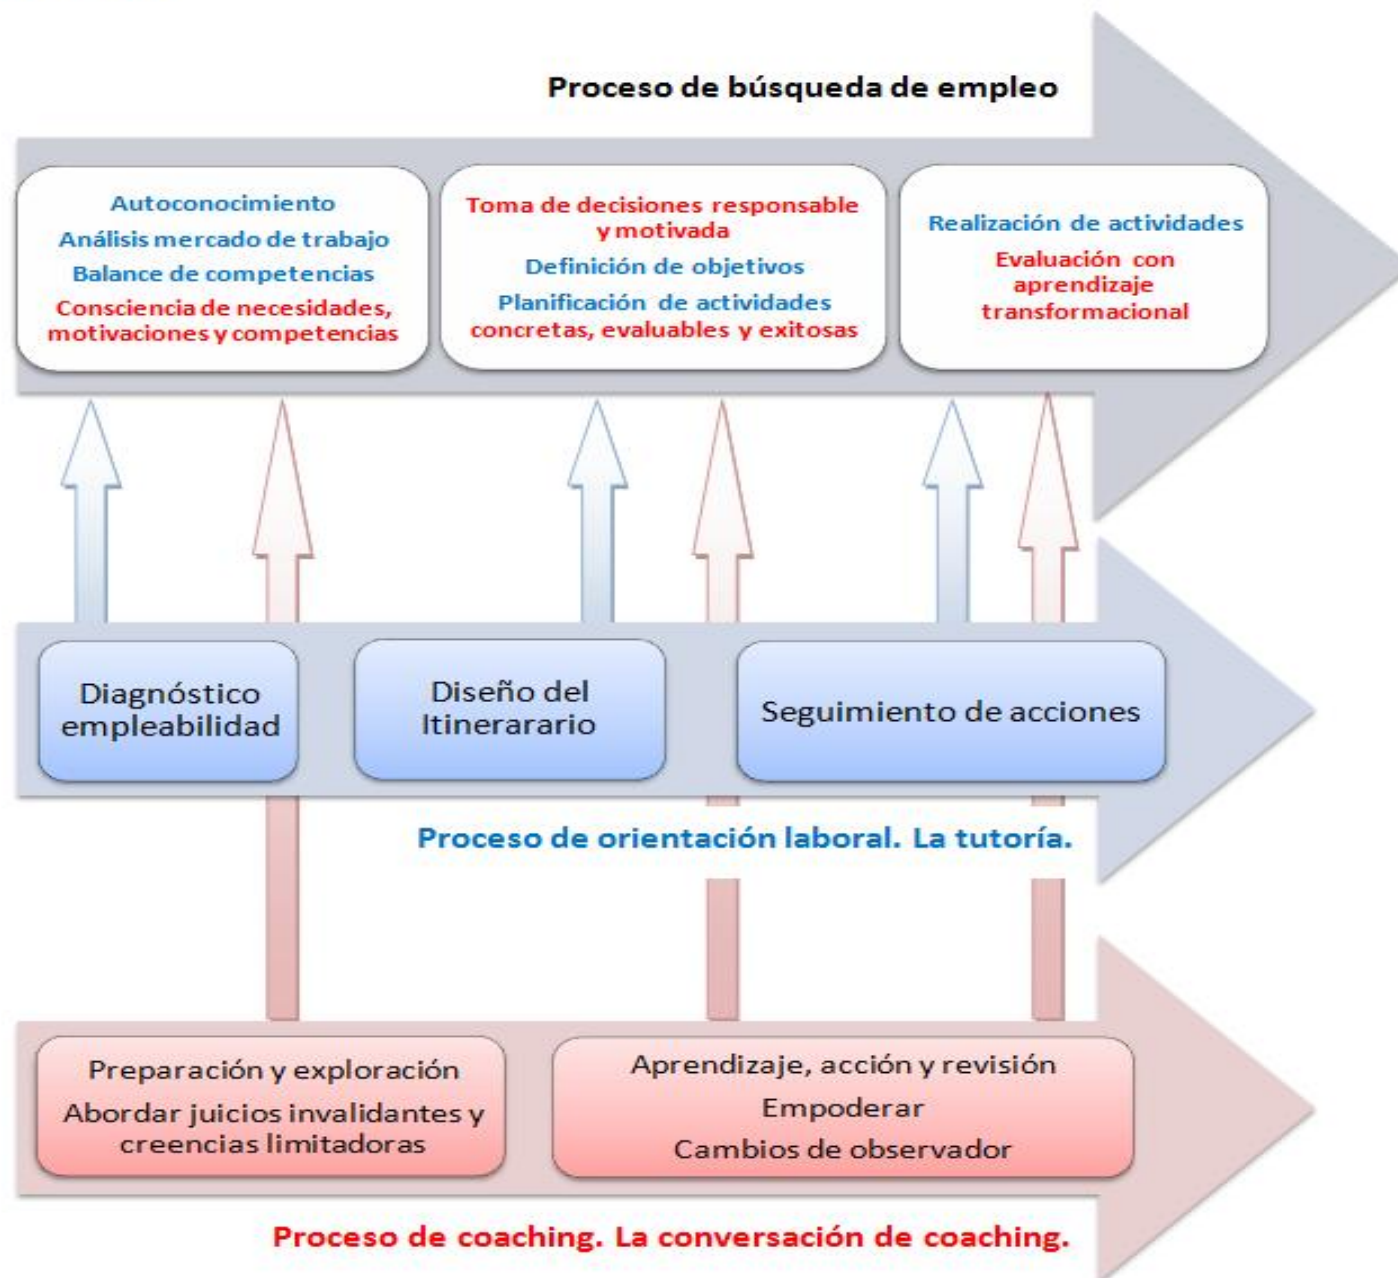 Proceso de búsqueda de empleo
Autoconocimiento
Análisis mercado de trabajo
Balance de competencias
Consciencia de necesidades,
motivaciones y competencias
Toma de decisiones responsable
y motivada
Definición de objetivos
Planificación de actividades
concretas, evaluables y exitosas
Realización de actividades
Evaluación con
aprendizaje
transformacional
Diagnóstico
empleabilidad
Diseño del
Itinerarario
Seguimiento de acciones
Proceso de orientación laboral. La tutoría.
Preparación y exploración
Abordar juicios invalidantes y
creencias limitadoras
Aprendizaje, acción y revisión
Empoderar
Cambios de observador
Proceso de coaching. La conversación de coaching.